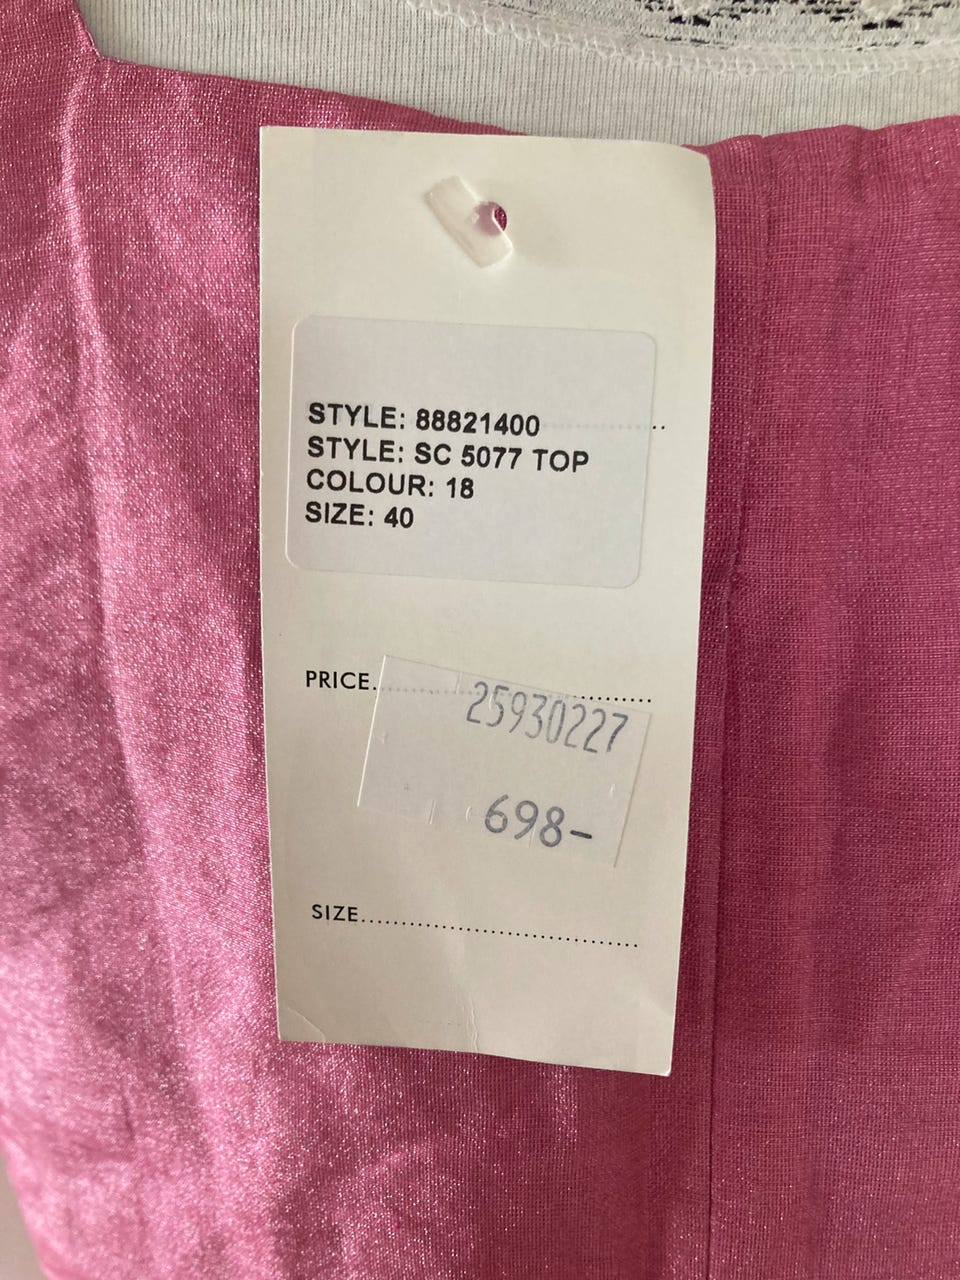 STYLE: 88821400
STYLE: SC 5077 TOP
COLOUR: 18
SIZE: 40
PRICE
25930227
698-
SIZE